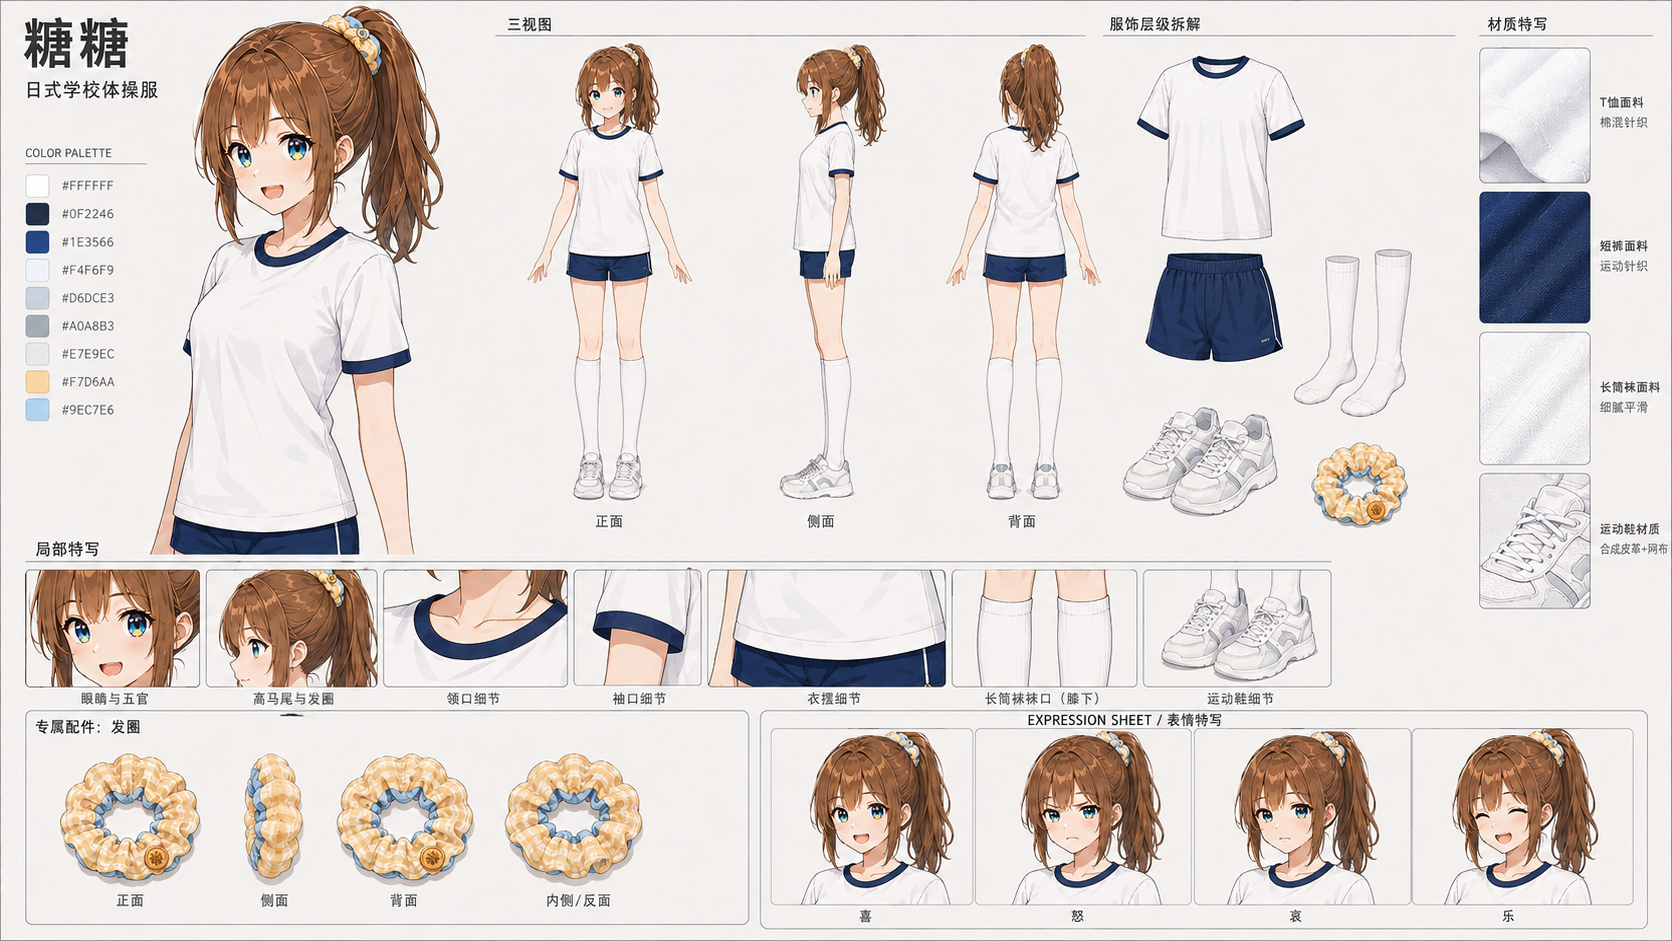 糖糖
日式学校体操服
COLOR PALETTE
#FFFFFF
#0F2246
#1E3566
#F4F6F9
#D6DCE3
#A0A8B3
#E7E9EC
#F7D6AA
#9EC7E6
三视图
正面
侧面
背面
服饰层级拆解
材质特写
T恤面料
棉混针织
短裤面料
运动针织
长筒袜面料
细腻平滑
运动鞋材质
合成皮革+网布
局部特写
眼睛与五官
高马尾与发圈
领口细节
袖口细节
衣摆细节
长筒袜袜口（膝下）
运动鞋细节
专属配件：发圈
正面
侧面
背面
内侧/反面
EXPRESSION SHEET / 表情特写
喜
怒
哀
乐